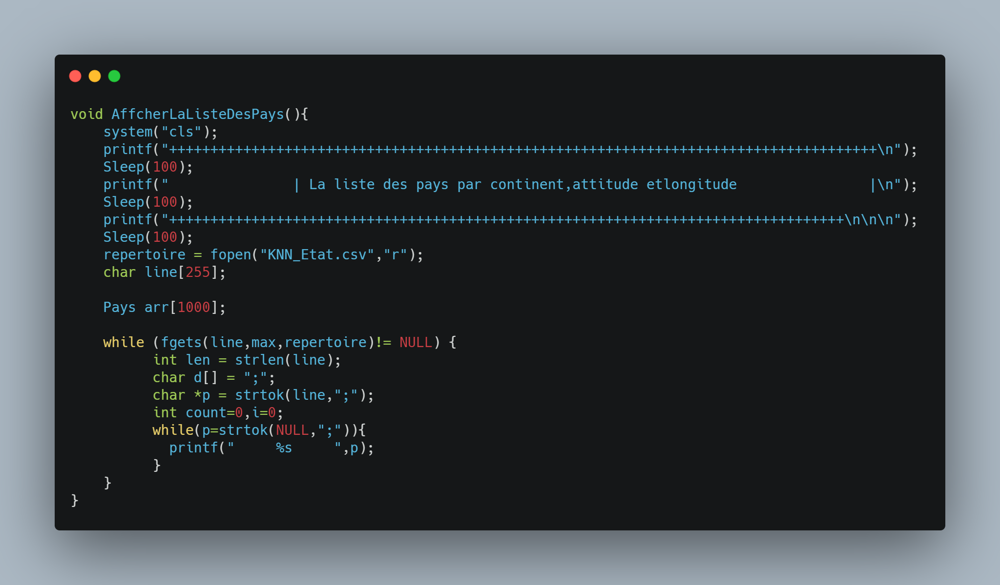 void AffcherLaListeDesPays(){
    system("cls");
    printf("++++++++++++++++++++++++++++++++++++++++++++++++++++++++++++++++++++++++++++++++++++++\n");
    Sleep(100);
    printf("               | La liste des pays par continent,attitude etlongitude                |\n");
    Sleep(100);
    printf("++++++++++++++++++++++++++++++++++++++++++++++++++++++++++++++++++++++++++++++++++\n\n\n");
    Sleep(100);
    repertoire = fopen("KNN_Etat.csv","r");
    char line[255];

    Pays arr[1000];

    while (fgets(line,max,repertoire)!= NULL) {
          int len = strlen(line);
          char d[] = ";";
          char *p = strtok(line,";");
          int count=0,i=0;
          while(p=strtok(NULL,";")){
            printf("     %s     ",p);
          }
    }
}